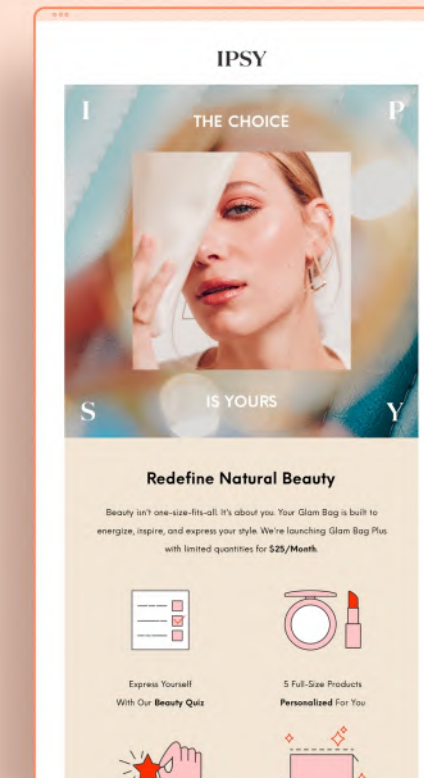 IPSY
I P
THE CHOICE
IS YOURS
S Y
Redefine Natural Beauty
Beauty isn't one-size-fits-all. It's about you. Your Glam Bag is built to
energize, inspire, and express your style. We're launching Glam Bag Plus
with limited quantities for $25/Month.
Express Yourself
With Our Beauty Quiz
5 Full-Size Products
Personalized For You